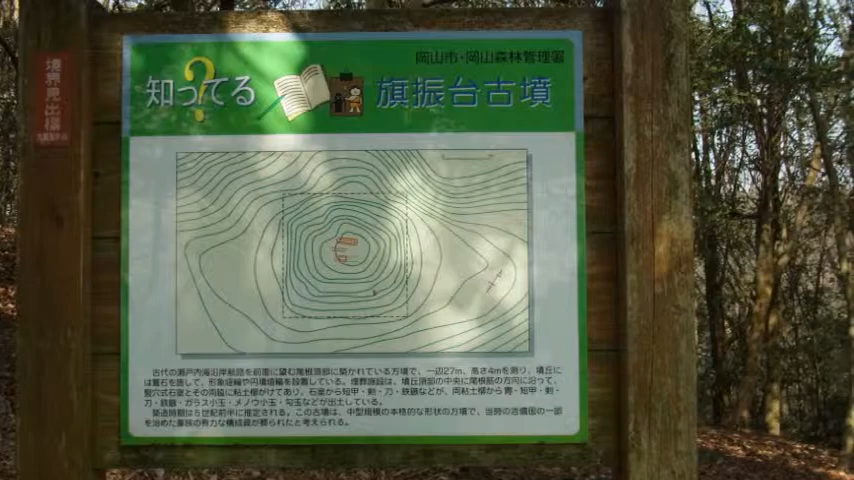 境界見出標
岡山市・岡山森林管理署
知ってる?
旗振台古墳
古代の瀬戸内海沿岸航路を前面に望む尾根頂部に築かれている方墳で、一辺27m、高さ4mを測り、墳丘に
は葺石を施して、形象埴輪や円墳埴輪を設置している。埋葬施設は、墳丘頂部の中央に尾根筋の方向に沿って、
竪穴式石室とその両脇に粘土槨がけてあり、石室から短甲・剣・刀・鉄鏃などが、両粘土槨から冑・短甲・剣・
刀・鉄鏃・ガラス小玉・メノウ小玉・勾玉などが出土している。
築造時期は5世紀前半に推定される。この古墳は、中型規模の本格的な形状の方墳で、当時の吉備国の一部
を治めた豪族の有力な構成員が葬られたと考えられる。